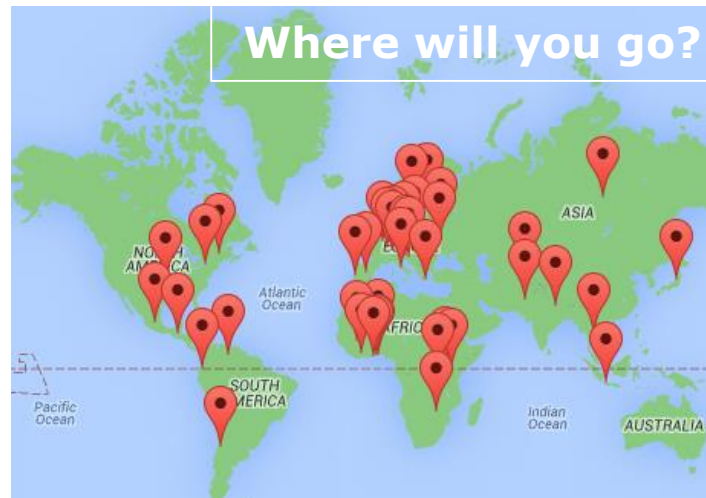 Where will you go?
ASIA
Atlantic
Ocean
SOUTH
Pacific
Ocean
Indian
Ocean
AUSTRALIA